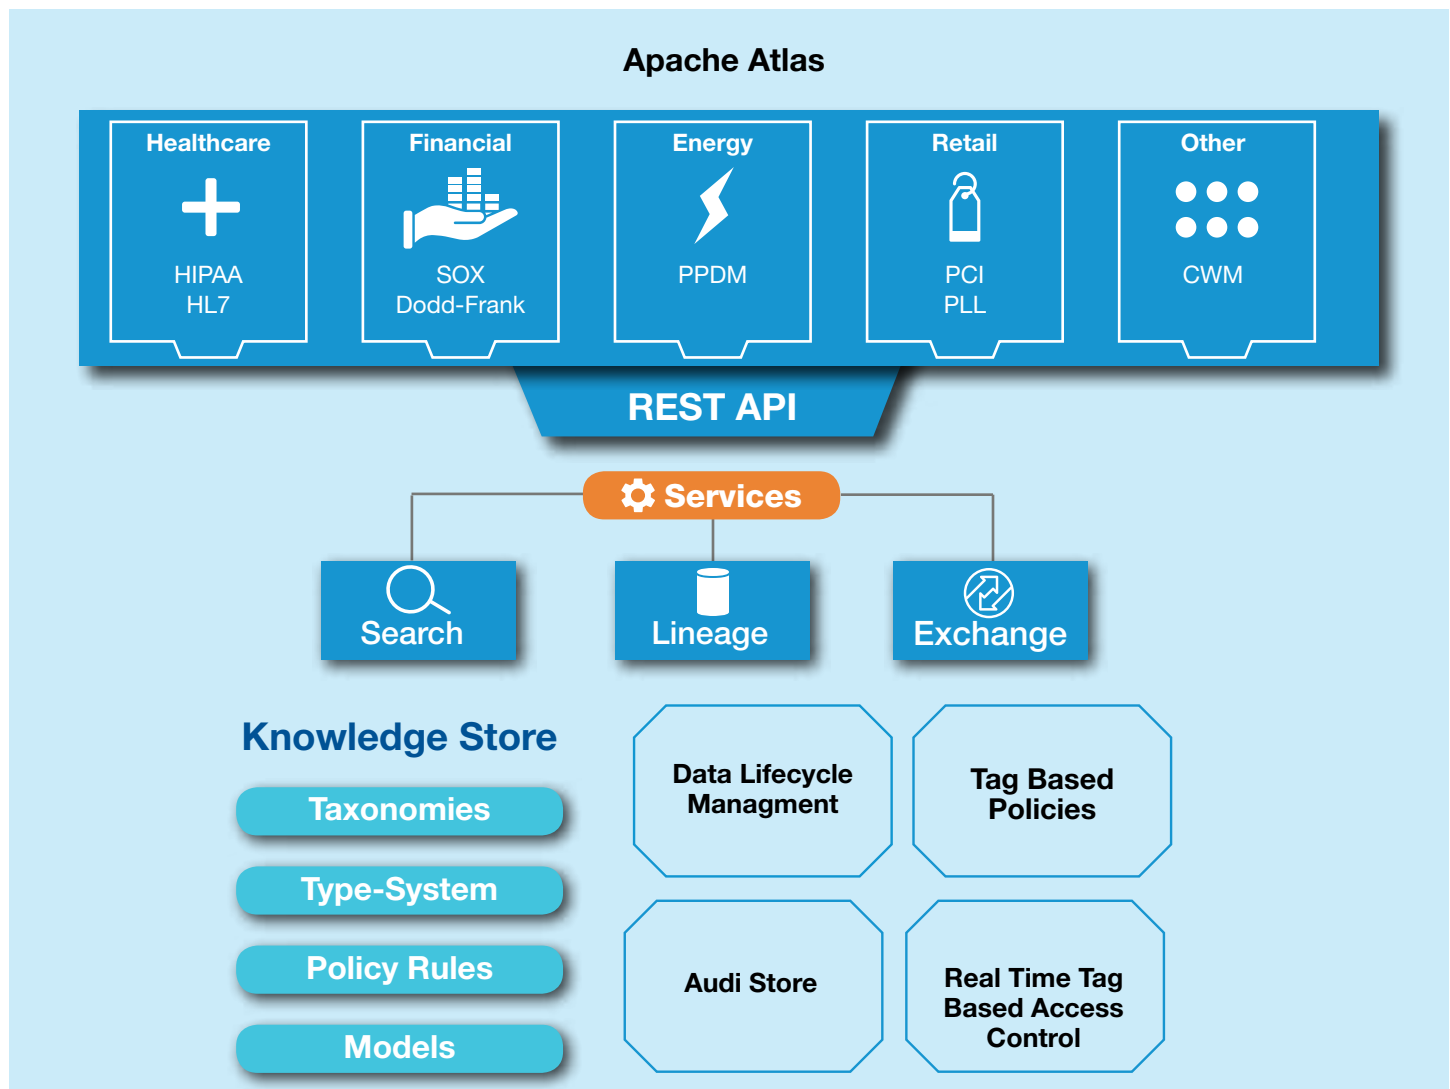 Apache Atlas
Healthcare
HIPAA
HL7
Financial
SOX
Dodd-Frank
Energy
PPDM
Retail
PCI
PLL
Other
CWM
REST API
Services
Search
Lineage
Exchange
Knowledge Store
Taxonomies
Type-System
Policy Rules
Models
Data Lifecycle
Managment
Tag Based
Policies
Audi Store
Real Time Tag
Based Access
Control